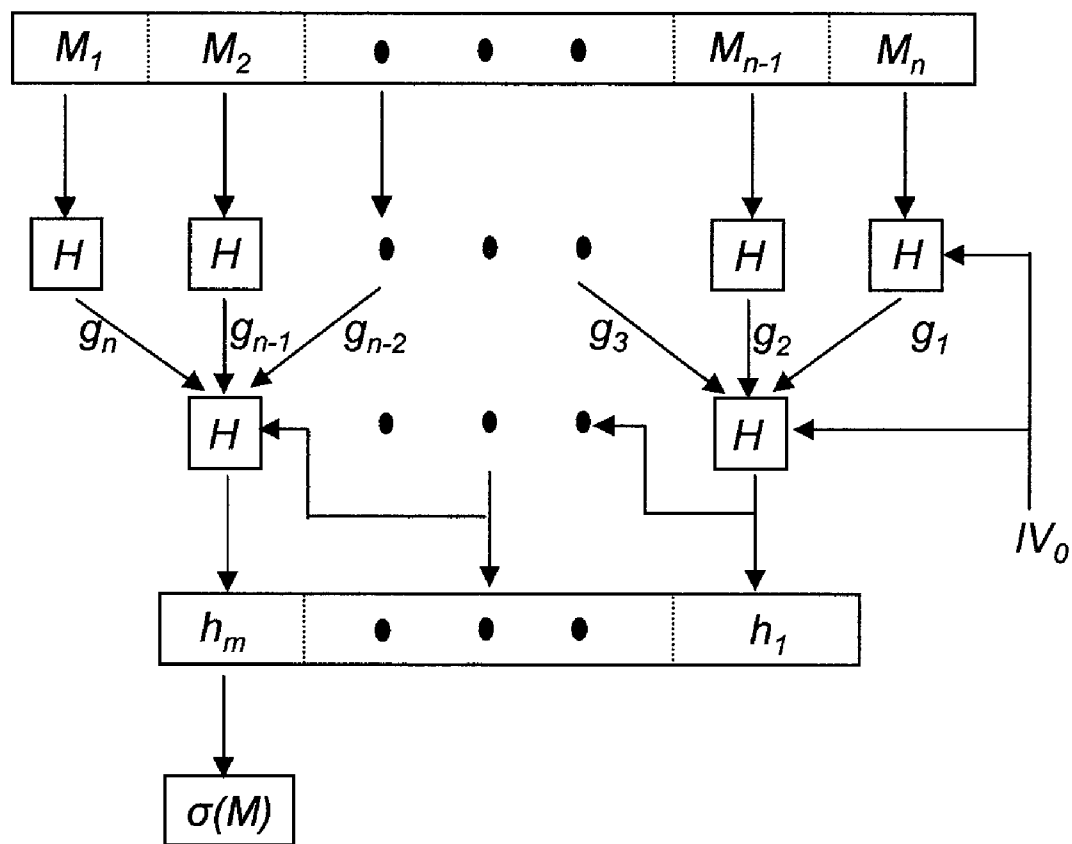 M₁ M₂ Mₙ₋₁ Mₙ
H H H H
gₙ gₙ₋₁ gₙ₋₂ g₃ g₂ g₁
H H
IV₀
hₘ h₁
σ(M)